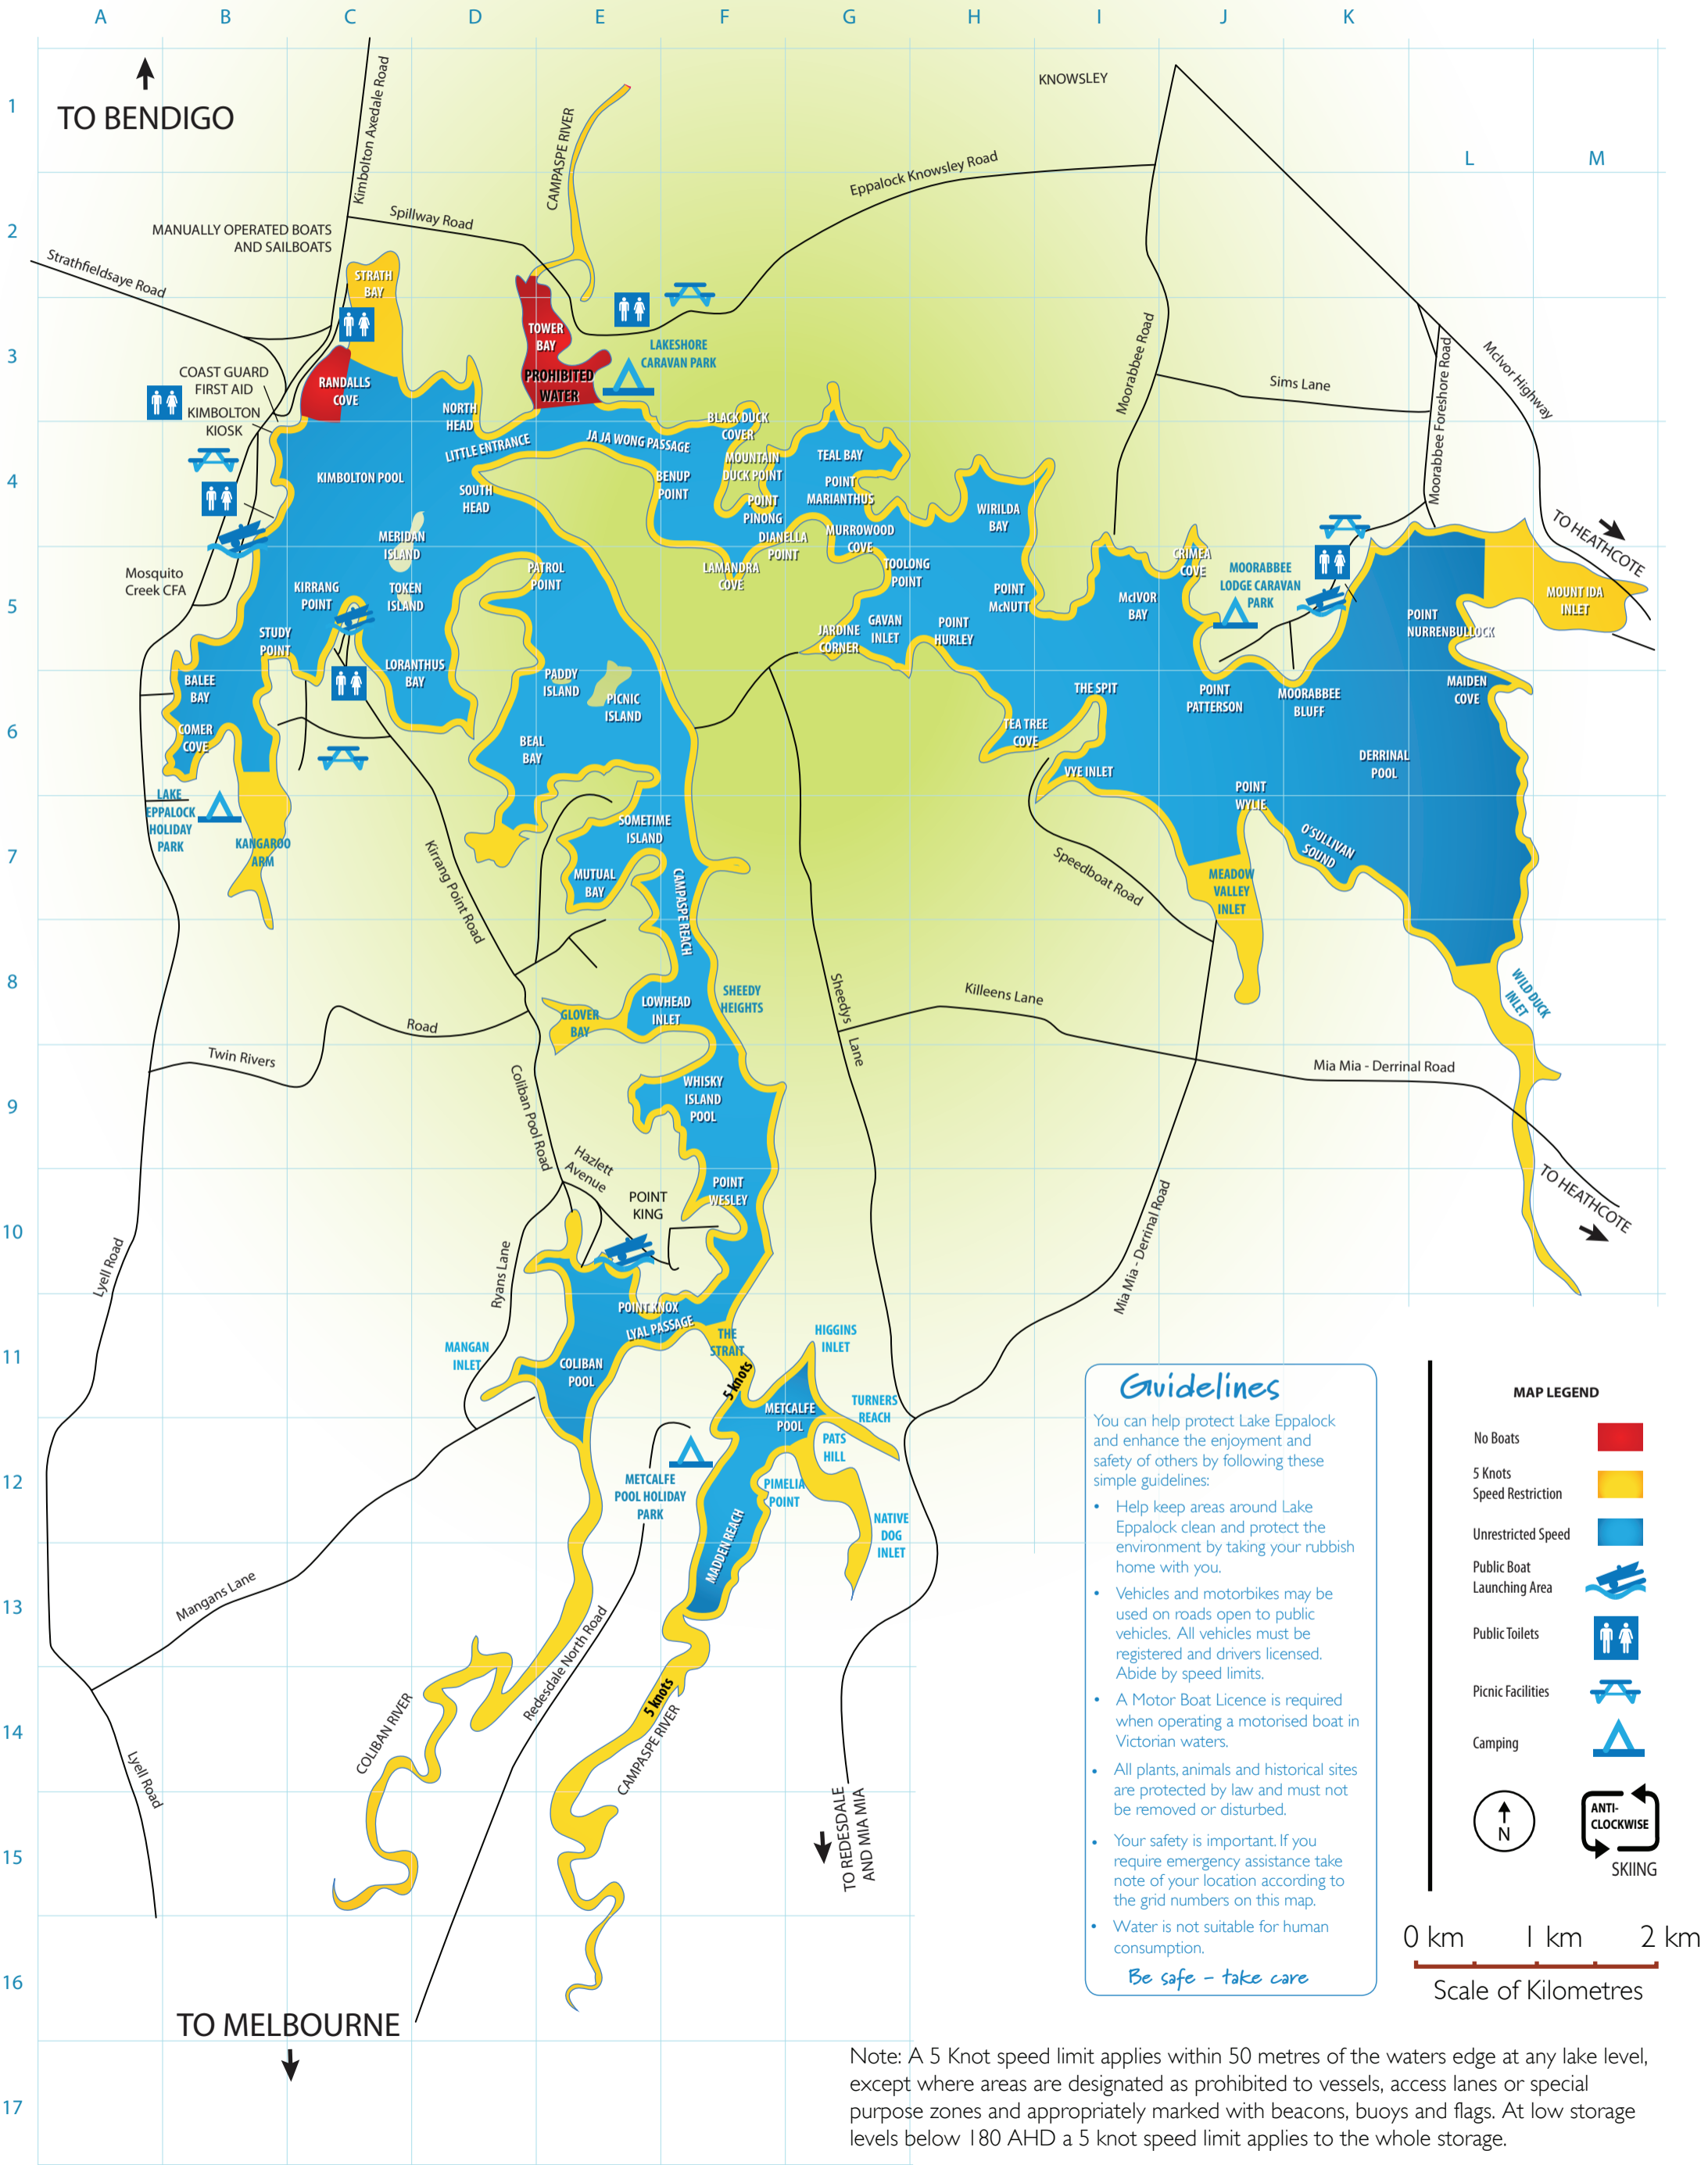 A B C D E F G H I J K
L M
1
2
3
4
5
6
7
8
9
10
11
12
13
14
15
16
17
TO BENDIGO
Kimbolton Axedale Road
CAMPASPE RIVER
KNOWSLEY
Eppalock Knowsley Road
Spillway Road
MANUALLY OPERATED BOATS
AND SAILBOATS
Strathfieldsaye Road
STRATH
BAY
TOWER
BAY
PROHIBITED
WATER
LAKESHORE
CARAVAN PARK
Moorabbee Road
Sims Lane
Moorabbee Foreshore Road
McIvor Highway
COAST GUARD
FIRST AID
KIMBOLTON
KIOSK
RANDALLS
COVE
NORTH
HEAD
LITTLE ENTRANCE
JA JA WONG PASSAGE
BLACK DUCK
COVER
MOUNTAIN
DUCK POINT
TEAL BAY
KIMBOLTON POOL
SOUTH
HEAD
BENUP
POINT
POINT
PINONG
POINT
MARIANTHUS
WIRILDA
BAY
MERIDAN
ISLAND
DIANELLA
POINT
MURROWOOD
COVE
CRIMEA
COVE
TO HEATHCOTE
Mosquito
Creek CFA
KIRRANG
POINT
TOKEN
ISLAND
PATROL
POINT
LAMANDRA
COVE
TOOLONG
POINT
POINT
McNUTT
McIVOR
BAY
MOORABBEE
LODGE CARAVAN
PARK
POINT
NURRENBULLOCK
MOUNT IDA
INLET
STUDY
POINT
JARDINE
CORNER
GAVAN
INLET
POINT
HURLEY
BALEE
BAY
LORANTHUS
BAY
PADDY
ISLAND
PICNIC
ISLAND
THE SPIT
POINT
PATTERSON
MOORABBEE
BLUFF
MAIDEN
COVE
COMER
COVE
BEAL
BAY
TEA TREE
COVE
VYE INLET
DERRINAL
POOL
LAKE
EPPALOCK
HOLIDAY
PARK
KANGAROO
ARM
SOMETIME
ISLAND
POINT
WYLIE
O'SULLIVAN
SOUND
Kirrang Point Road
MUTUAL
BAY
CAMPASPE REACH
Speedboat Road
MEADOW
VALLEY
INLET
LOWHEAD
INLET
SHEEDY
HEIGHTS
GLOVER
BAY
Sheedys
Lane
Killeens Lane
WILD DUCK
INLET
Road
Twin Rivers
Coliban Pool Road
WHISKY
ISLAND
POOL
Mia Mia - Derrinal Road
Hazlett
Avenue
POINT
KING
POINT
WESLEY
TO HEATHCOTE
Lyell Road
Ryans Lane
Mia Mia - Derrinal Road
POINT KNOX
LYAL PASSAGE
THE
STRAIT
5 knots
HIGGINS
INLET
MANGAN
INLET
COLIBAN
POOL
METCALFE
POOL
TURNERS
REACH
PATS
HILL
METCALFE
POOL HOLIDAY
PARK
PIMELIA
POINT
NATIVE
DOG
INLET
MADDEN REACH
Mangans Lane
Redesdale North Road
5 knots
COLIBAN RIVER
CAMPASPE RIVER
Lyell Road
TO REDESDALE
AND MIA MIA
TO MELBOURNE
Guidelines
You can help protect Lake Eppalock
and enhance the enjoyment and
safety of others by following these
simple guidelines:
• Help keep areas around Lake
Eppalock clean and protect the
environment by taking your rubbish
home with you.
• Vehicles and motorbikes may be
used on roads open to public
vehicles. All vehicles must be
registered and drivers licensed.
Abide by speed limits.
• A Motor Boat Licence is required
when operating a motorised boat in
Victorian waters.
• All plants, animals and historical sites
are protected by law and must not
be removed or disturbed.
• Your safety is important. If you
require emergency assistance take
note of your location according to
the grid numbers on this map.
• Water is not suitable for human
consumption.
Be safe – take care
MAP LEGEND
No Boats
5 Knots
Speed Restriction
Unrestricted Speed
Public Boat
Launching Area
Public Toilets
Picnic Facilities
Camping
N
ANTI-
CLOCKWISE
SKIING
0 km 1 km 2 km
Scale of Kilometres
Note: A 5 Knot speed limit applies within 50 metres of the waters edge at any lake level,
except where areas are designated as prohibited to vessels, access lanes or special
purpose zones and appropriately marked with beacons, buoys and flags. At low storage
levels below 180 AHD a 5 knot speed limit applies to the whole storage.